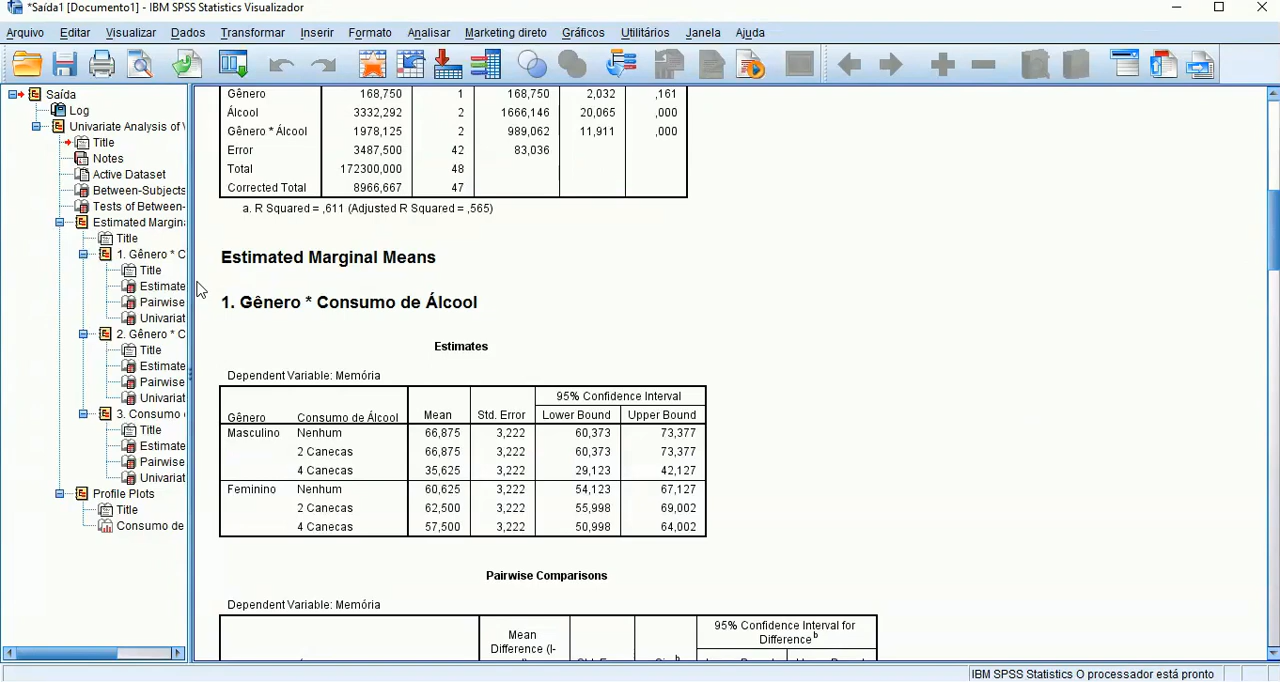 *Saída1 [Documento1] - IBM SPSS Statistics Visualizador
Arquivo Editar Visualizar Dados Transformar Inserir Formato Analisar Marketing direto Gráficos Utilitários Janela Ajuda
Saída
Log
Univariate Analysis of
Title
Notes
Active Dataset
Between-Subjects
Tests of Between-
Estimated Margin
Title
1. Gênero * C
Title
Estimate
Pairwise
Univariat
2. Gênero * C
Title
Estimate
Pairwise
Univariat
3. Consumo
Title
Estimate
Pairwise
Univariat
Profile Plots
Title
Consumo de
Gênero 168,750 1 168,750 2,032 ,161
Álcool 3332,292 2 1666,146 20,065 ,000
Gênero * Álcool 1978,125 2 989,062 11,911 ,000
Error 3487,500 42 83,036
Total 172300,000 48
Corrected Total 8966,667 47
a. R Squared = ,611 (Adjusted R Squared = ,565)
Estimated Marginal Means
1. Gênero * Consumo de Álcool
Estimates
Dependent Variable: Memória
95% Confidence Interval
Gênero Consumo de Álcool Mean Std. Error Lower Bound Upper Bound
Masculino Nenhum 66,875 3,222 60,373 73,377
2 Canecas 66,875 3,222 60,373 73,377
4 Canecas 35,625 3,222 29,123 42,127
Feminino Nenhum 60,625 3,222 54,123 67,127
2 Canecas 62,500 3,222 55,998 69,002
4 Canecas 57,500 3,222 50,998 64,002
Pairwise Comparisons
Dependent Variable: Memória
95% Confidence Interval for
Differenceᵇ
Mean
Difference (I-
IBM SPSS Statistics O processador está pronto